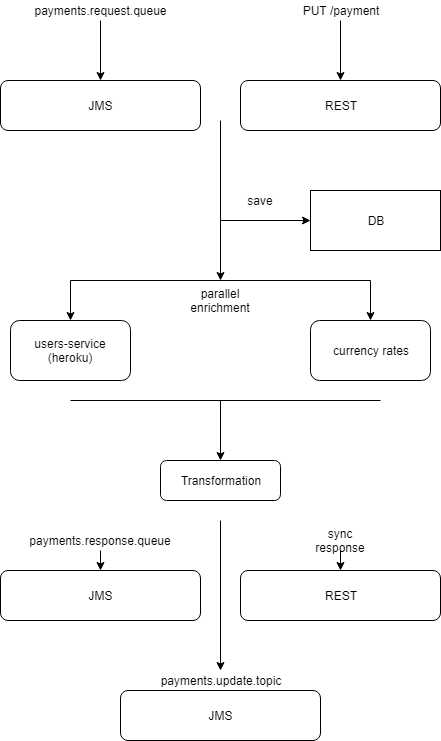 payments.request.queue
PUT /payment
JMS
REST
save
DB
parallel
enrichment
users-service
(heroku)
currency rates
Transformation
payments.response.queue
sync
response
JMS
REST
payments.update.topic
JMS